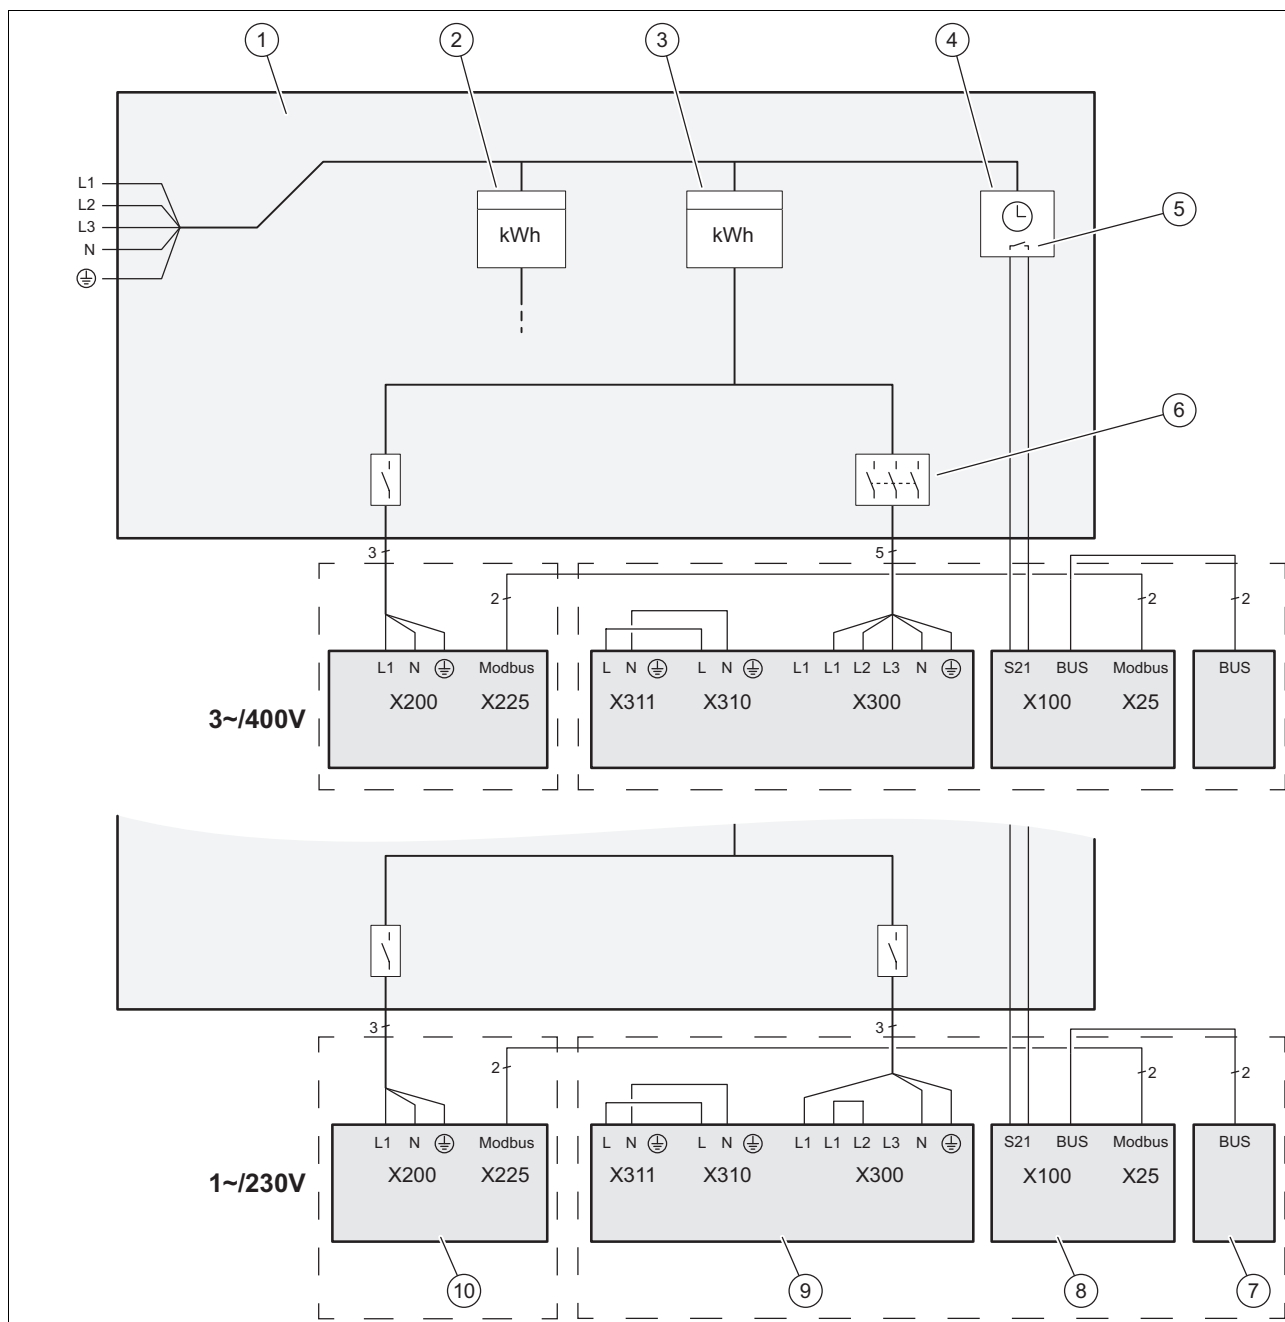 1 2 3 4
L1
L2
L3
N
kWh kWh
5
6
3 5
2 2 2
L1 N Modbus L N L N L1 L1 L2 L3 N S21 BUS Modbus BUS
X200 X225 X311 X310 X300 X100 X25
3~/400V
3 3
2 2 2
L1 N Modbus L N L N L1 L1 L2 L3 N S21 BUS Modbus BUS
X200 X225 X311 X310 X300 X100 X25
1~/230V
10 9 8 7